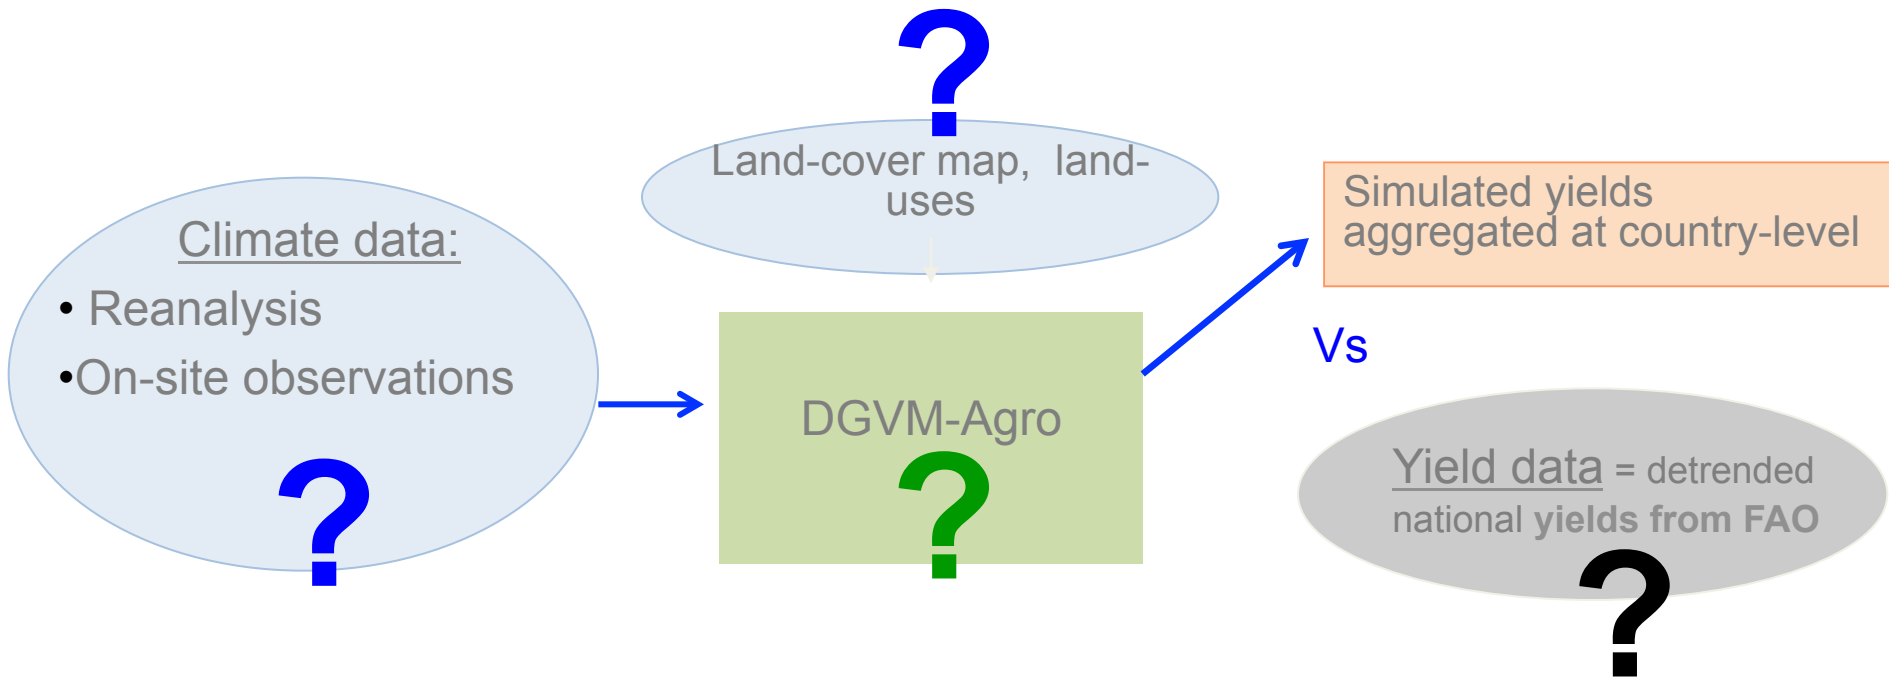 ?
Land-cover map, land-
uses
Climate data:
• Reanalysis
•On-site observations
?
DGVM-Agro
?
Simulated yields
aggregated at country-level
Vs
Yield data = detrended
national yields from FAO
?